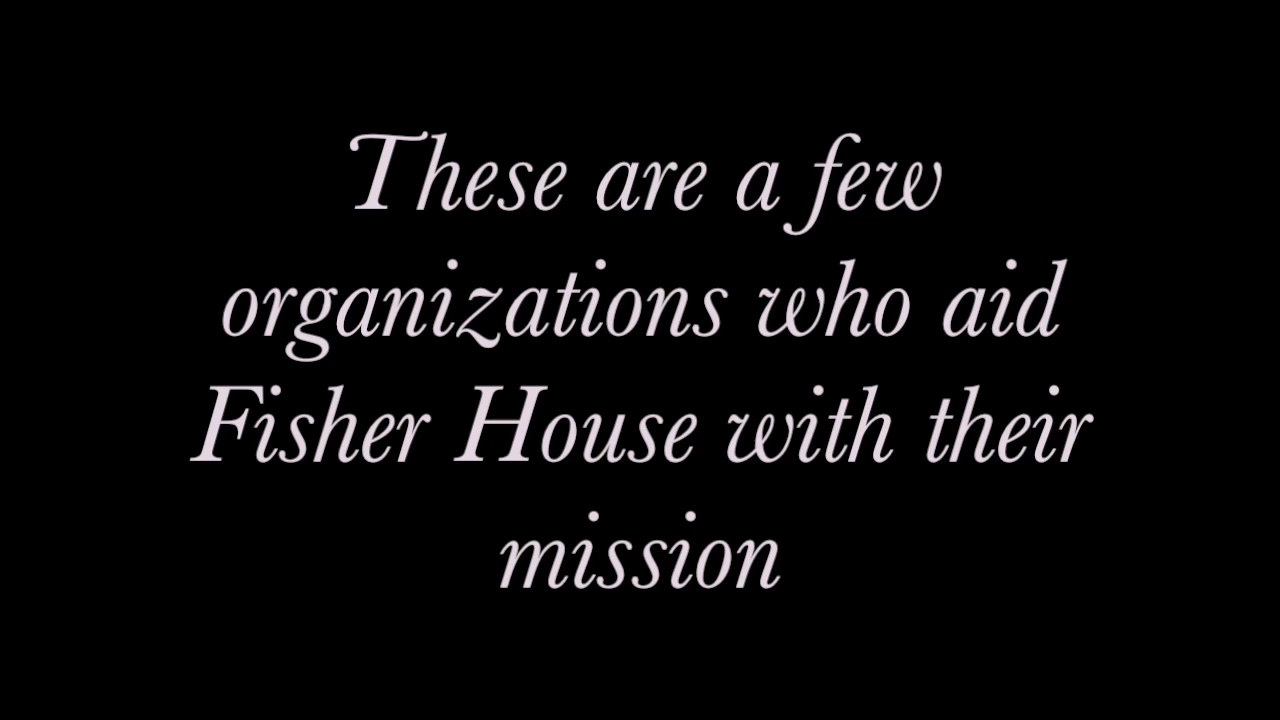 These are a few
organizations who aid
Fisher House with their
mission